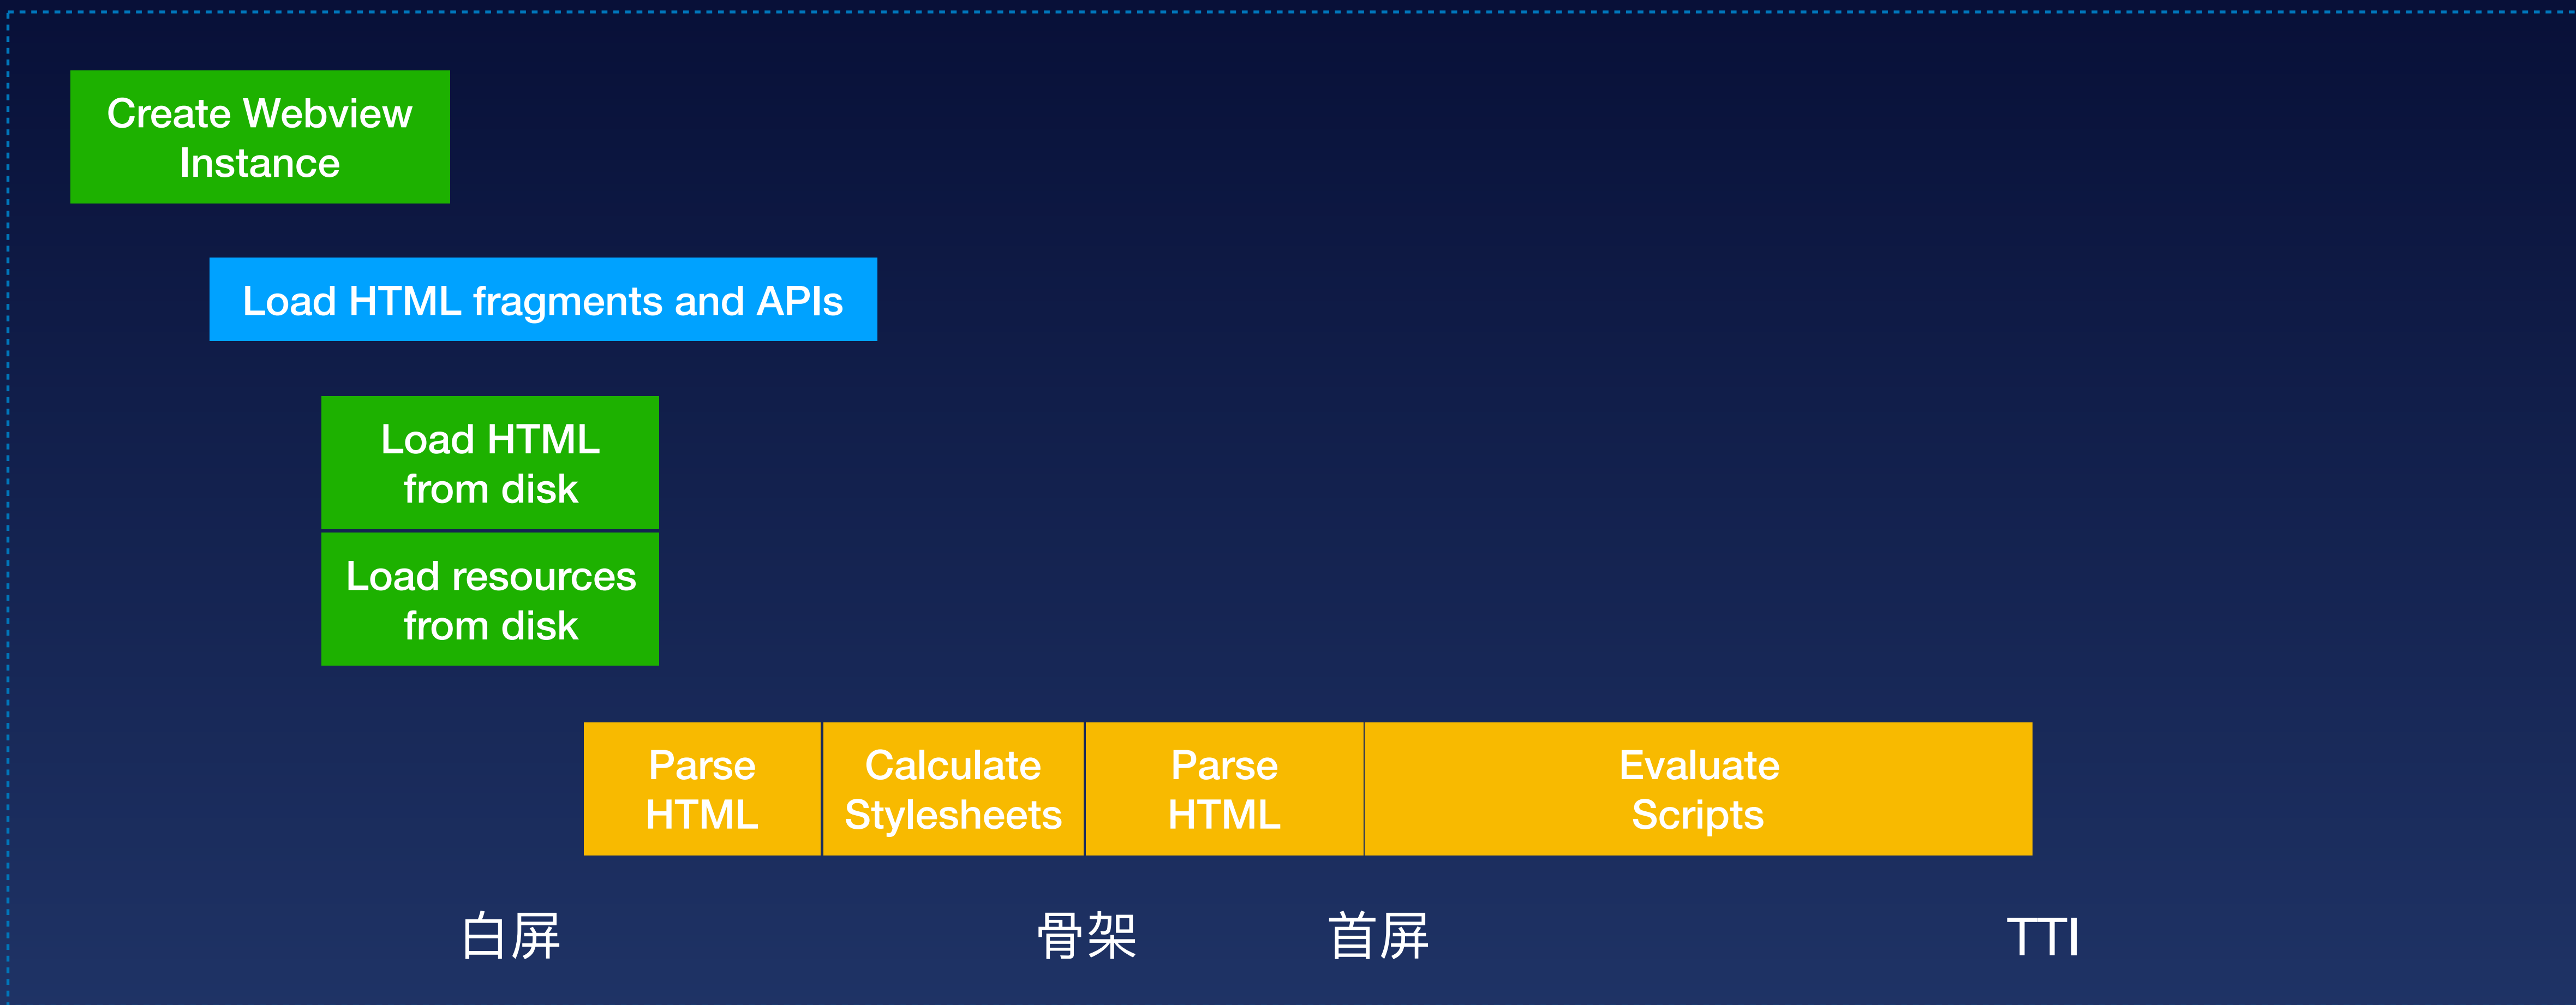 Create Webview
Instance
Load HTML fragments and APIs
Load HTML
from disk
Load resources
from disk
Parse
HTML
Calculate
Stylesheets
Parse
HTML
Evaluate
Scripts
白屏
骨架
首屏
TTI